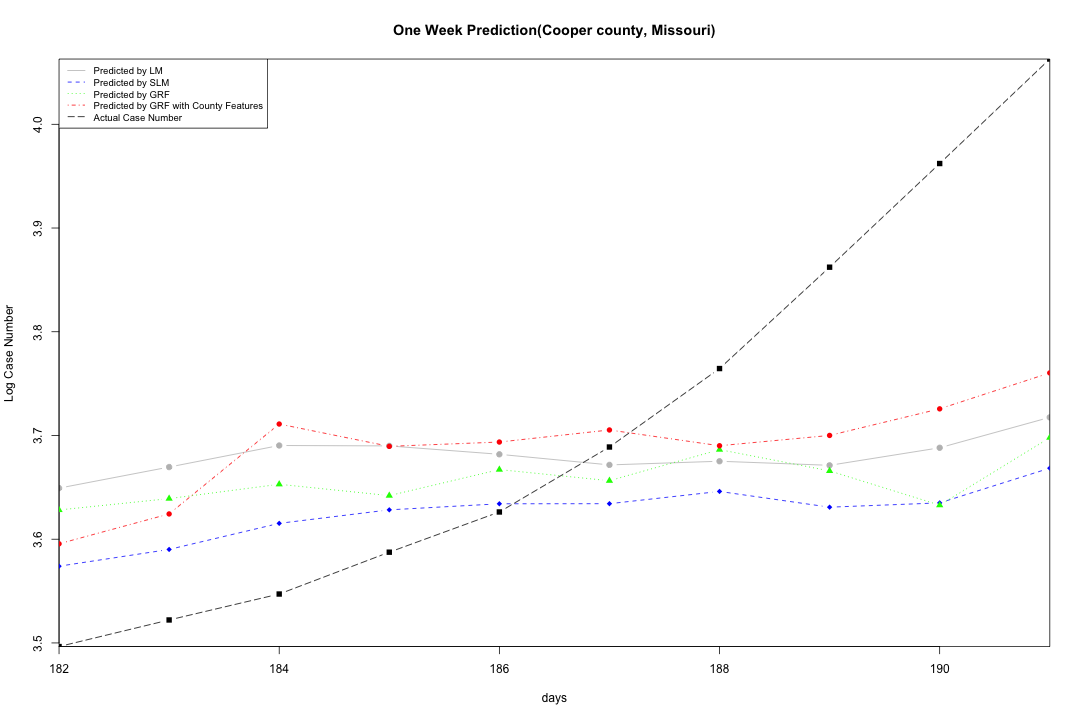 One Week Prediction(Cooper county, Missouri)
Predicted by LM
Predicted by SLM
Predicted by GRF
Predicted by GRF with County Features
Actual Case Number
4.0
3.9
3.8
3.7
3.6
3.5
Log Case Number
182 184 186 188 190
days